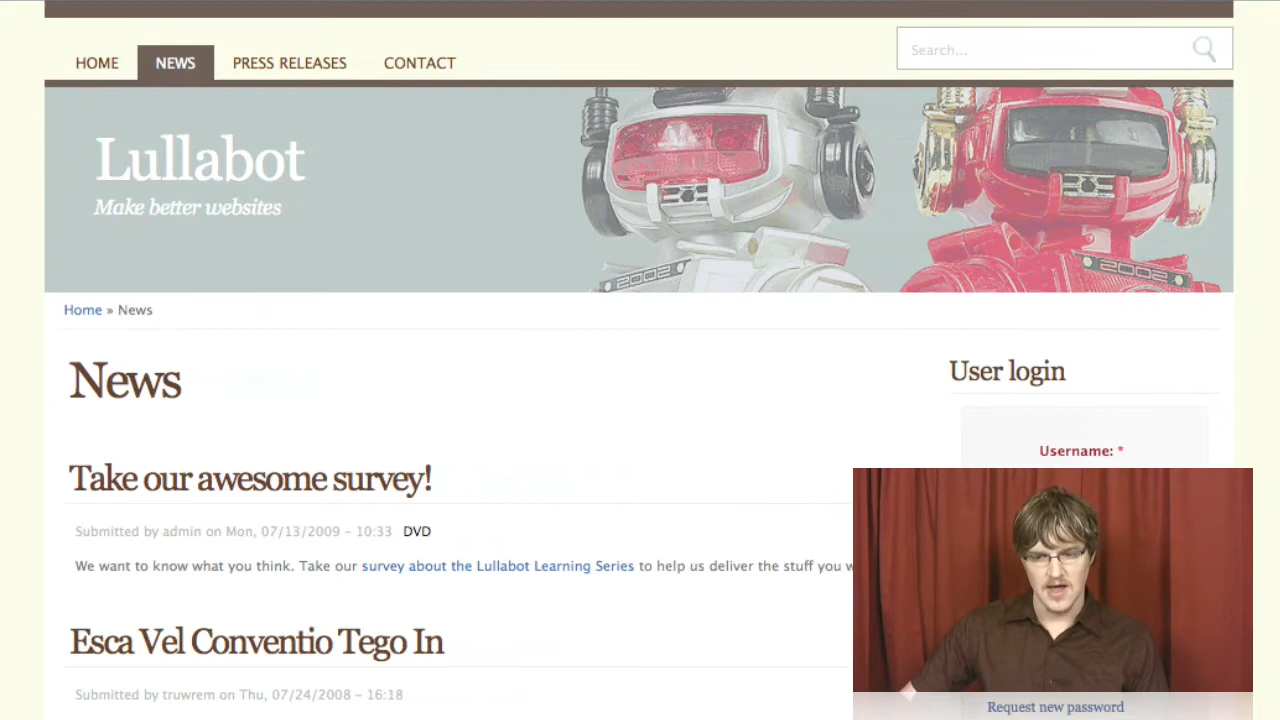 HOME NEWS PRESS RELEASES CONTACT
Search...
Lullabot
Make better websites
2002
2002
Home » News
News
User login
Take our awesome survey!
Username: *
Submitted by admin on Mon, 07/13/2009 – 10:33 DVD
We want to know what you think. Take our survey about the Lullabot Learning Series to help us deliver the stuff you
Esca Vel Conventio Tego In
Submitted by truwrem on Thu, 07/24/2008 – 16:18
Request new password